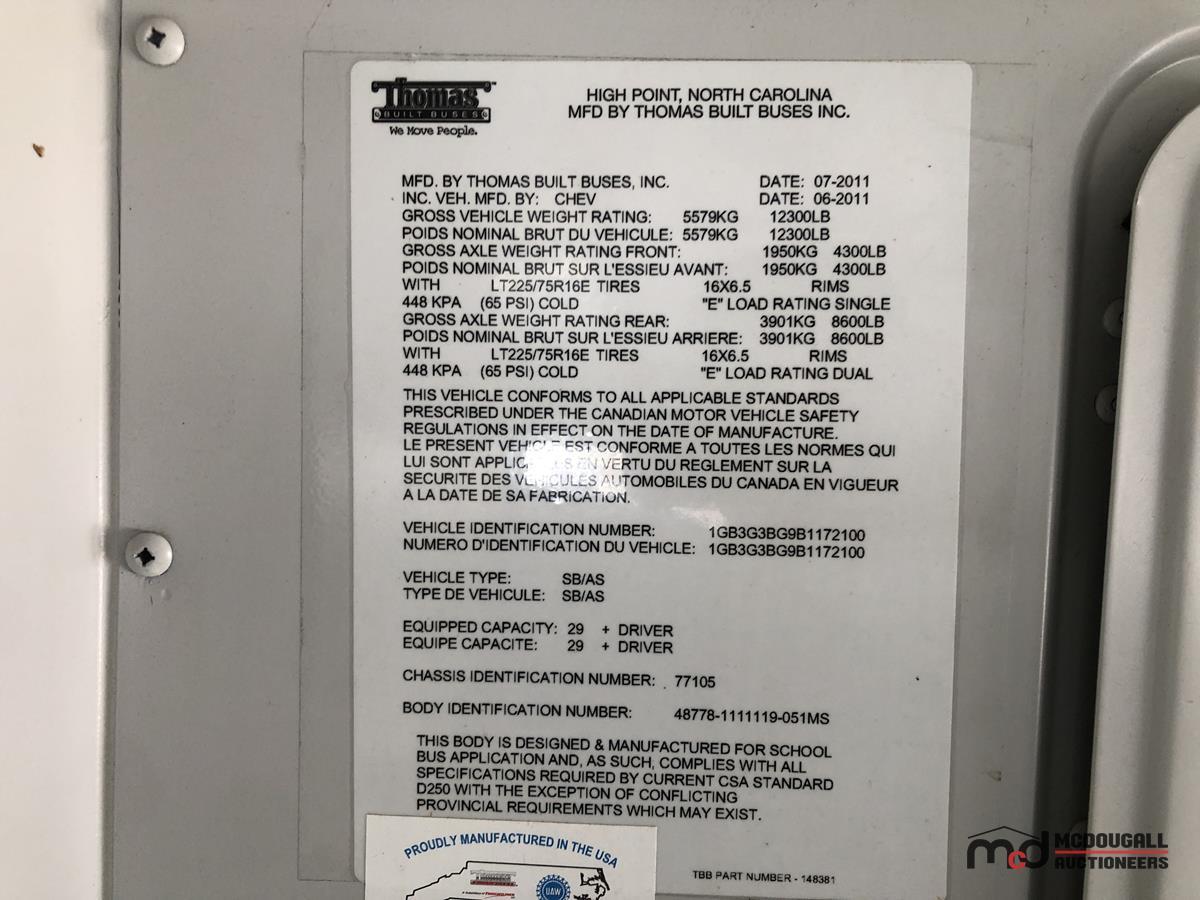 Thomas™
BUILT BUSES
We Move People.
HIGH POINT, NORTH CAROLINA
MFD BY THOMAS BUILT BUSES INC.
MFD. BY THOMAS BUILT BUSES, INC. DATE: 07-2011
INC. VEH. MFD. BY: CHEV DATE: 06-2011
GROSS VEHICLE WEIGHT RATING: 5579KG 12300LB
POIDS NOMINAL BRUT DU VEHICULE: 5579KG 12300LB
GROSS AXLE WEIGHT RATING FRONT: 1950KG 4300LB
POIDS NOMINAL BRUT SUR L'ESSIEU AVANT: 1950KG 4300LB
WITH LT225/75R16E TIRES 16X6.5 RIMS
448 KPA (65 PSI) COLD "E" LOAD RATING SINGLE
GROSS AXLE WEIGHT RATING REAR: 3901KG 8600LB
POIDS NOMINAL BRUT SUR L'ESSIEU ARRIERE: 3901KG 8600LB
WITH LT225/75R16E TIRES 16X6.5 RIMS
448 KPA (65 PSI) COLD "E" LOAD RATING DUAL
THIS VEHICLE CONFORMS TO ALL APPLICABLE STANDARDS
PRESCRIBED UNDER THE CANADIAN MOTOR VEHICLE SAFETY
REGULATIONS IN EFFECT ON THE DATE OF MANUFACTURE.
LE PRESENT VEHICLE EST CONFORME A TOUTES LES NORMES QUI
LUI SONT EN VERTU DU REGLEMENT SUR LA
SECURITE DES VEHICULES AUTOMOBILES DU CANADA EN VIGUEUR
A LA DATE DE SA FABRICATION.
VEHICLE IDENTIFICATION NUMBER: 1GB3G3BG9B1172100
NUMERO D'IDENTIFICATION DU VEHICLE: 1GB3G3BG9B1172100
VEHICLE TYPE: SB/AS
TYPE DE VEHICULE: SB/AS
EQUIPPED CAPACITY: 29 + DRIVER
EQUIPE CAPACITE: 29 + DRIVER
CHASSIS IDENTIFICATION NUMBER: 77105
BODY IDENTIFICATION NUMBER: 48778-1111119-051MS
THIS BODY IS DESIGNED & MANUFACTURED FOR SCHOOL
BUS APPLICATION AND, AS SUCH, COMPLIES WITH ALL
SPECIFICATIONS REQUIRED BY CURRENT CSA STANDARD
D250 WITH THE EXCEPTION OF CONFLICTING
PROVINCIAL REQUIREMENTS WHICH MAY EXIST.
PROUDLY MANUFACTURED IN THE USA
Thomas
UAW
TBB PART NUMBER - 148381
mcd MCDOUGALL
AUCTIONEERS